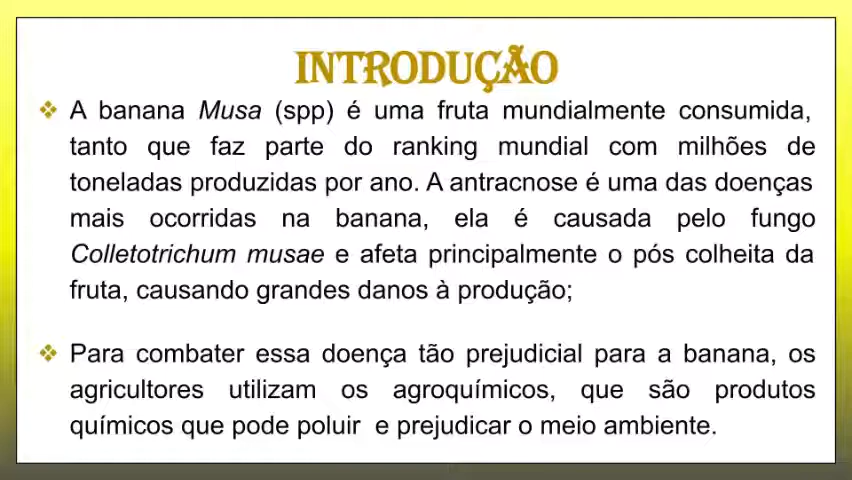 INTRODUÇÃO
❖ A banana Musa (spp) é uma fruta mundialmente consumida,
tanto que faz parte do ranking mundial com milhões de
toneladas produzidas por ano. A antracnose é uma das doenças
mais ocorridas na banana, ela é causada pelo fungo
Colletotrichum musae e afeta principalmente o pós colheita da
fruta, causando grandes danos à produção;
❖ Para combater essa doença tão prejudicial para a banana, os
agricultores utilizam os agroquímicos, que são produtos
químicos que pode poluir e prejudicar o meio ambiente.